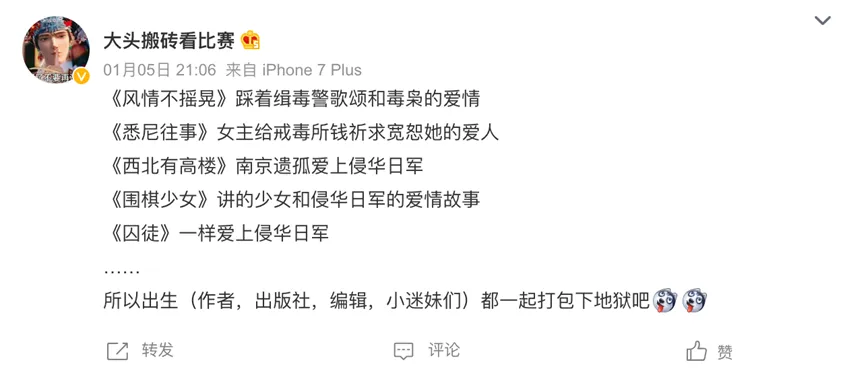 大头搬砖看比赛
01月05日 21:06 来自 iPhone 7 Plus
《风情不摇晃》踩着缉毒警歌颂和毒枭的爱情
《悉尼往事》女主给戒毒所钱祈求宽恕她的爱人
《西北有高楼》南京遗孤爱上侵华日军
《围棋少女》讲的少女和侵华日军的爱情故事
《囚徒》一样爱上侵华日军
……
所以出生（作者，出版社，编辑，小迷妹们）都一起打包下地狱吧
转发 评论 赞